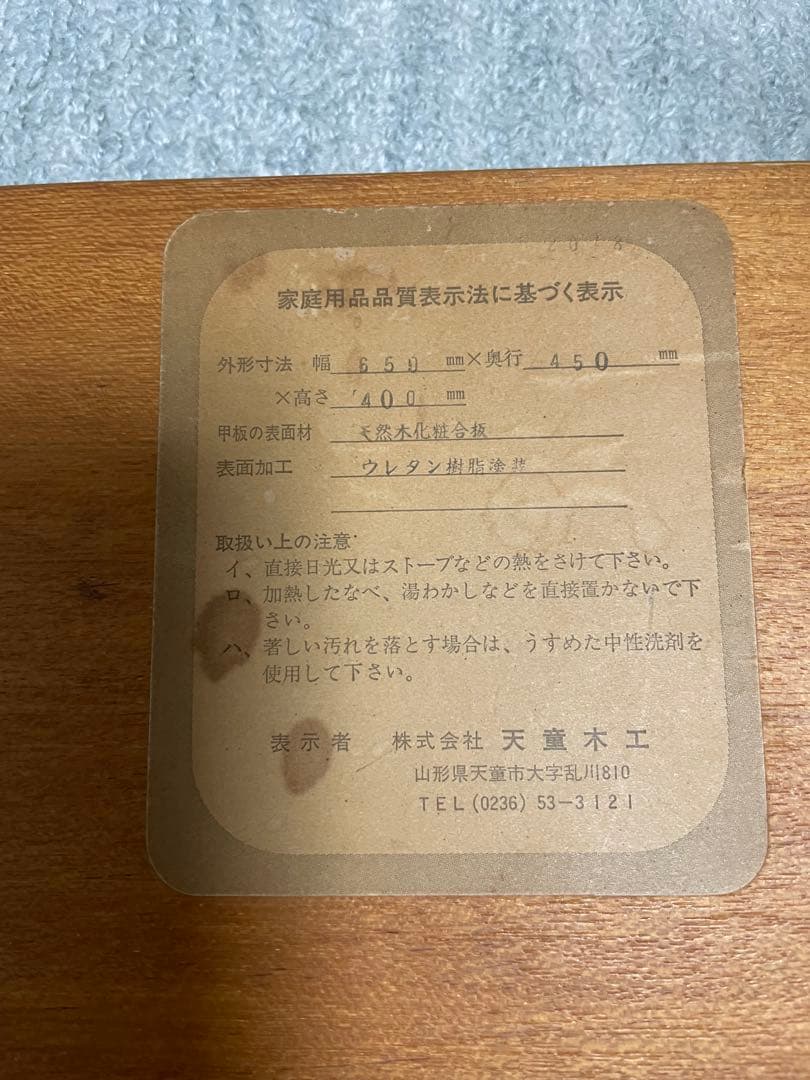 2018
家庭用品品質表示法に基づく表示
外形寸法 幅 650 mm×奥行 450 mm
×高さ 400 mm
甲板の表面材 天然木化粧合板
表面加工 ウレタン樹脂塗装
取扱い上の注意
イ、直接日光又はストーブなどの熱をさけて下さい。
ロ、加熱したなべ、湯わかしなどを直接置かないで下
さい。
ハ、著しい汚れを落とす場合は、うすめた中性洗剤を
使用して下さい。
表示者 株式会社 天童木工
山形県天童市大字乱川810
TEL(0236) 53-3121